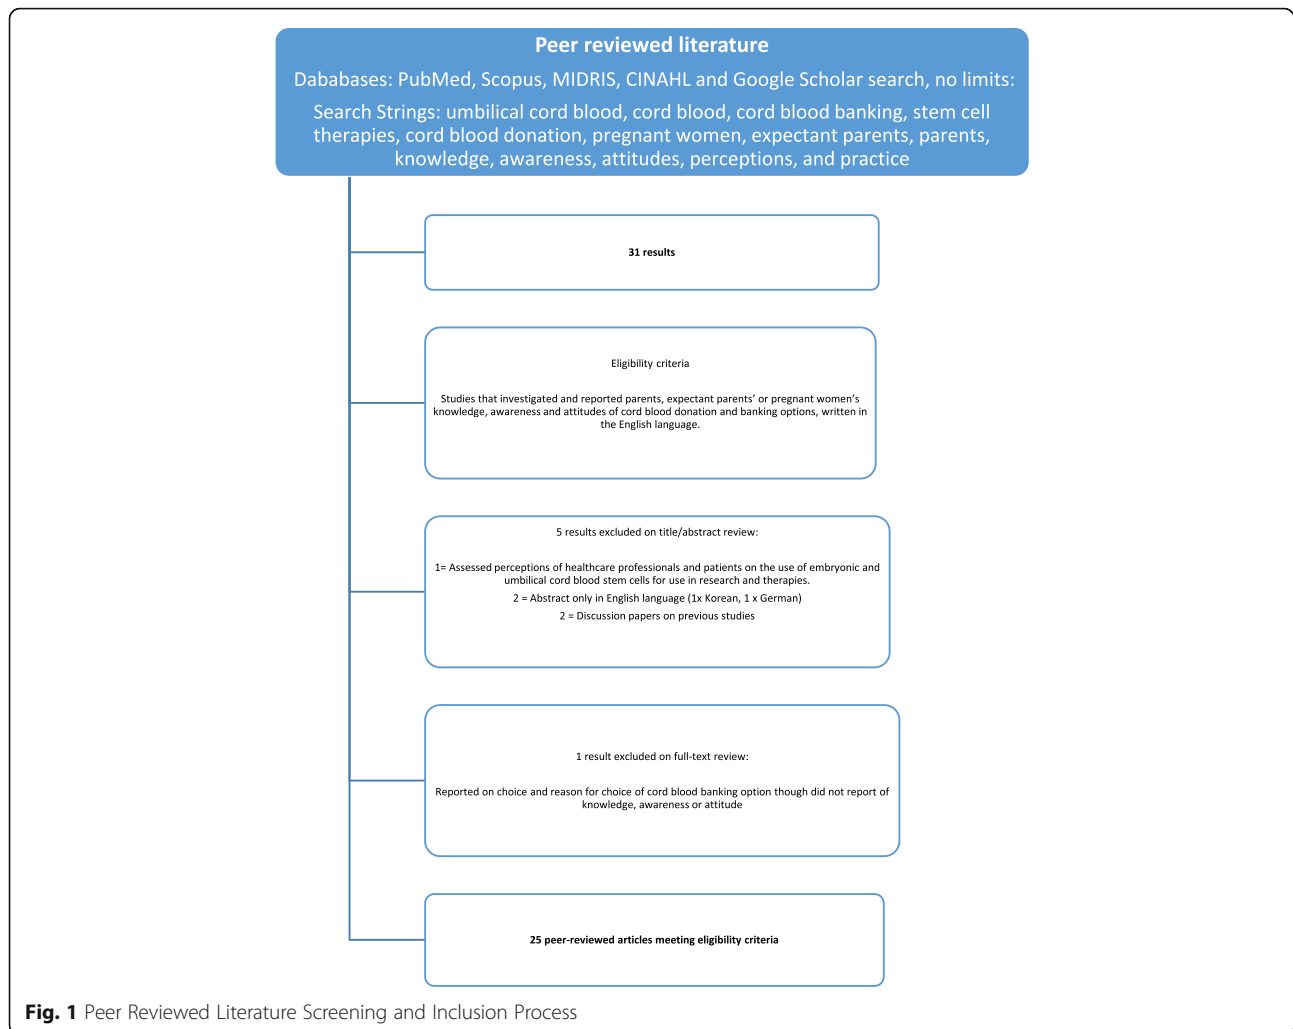 Peer reviewed literature
Dababases: PubMed, Scopus, MIDRIS, CINAHL and Google Scholar search, no limits:
Search Strings: umbilical cord blood, cord blood, cord blood banking, stem cell
therapies, cord blood donation, pregnant women, expectant parents, parents,
knowledge, awareness, attitudes, perceptions, and practice
31 results
Eligibility criteria
Studies that investigated and reported parents, expectant parents’ or pregnant women’s
knowledge, awareness and attitudes of cord blood donation and banking options, written in
the English language.
5 results excluded on title/abstract review:
1= Assessed perceptions of healthcare professionals and patients on the use of embryonic and
umbilical cord blood stem cells for use in research and therapies.
2 = Abstract only in English language (1x Korean, 1 x German)
2 = Discussion papers on previous studies
1 result excluded on full-text review:
Reported on choice and reason for choice of cord blood banking option though did not report of
knowledge, awareness or attitude
25 peer-reviewed articles meeting eligibility criteria
Fig. 1 Peer Reviewed Literature Screening and Inclusion Process